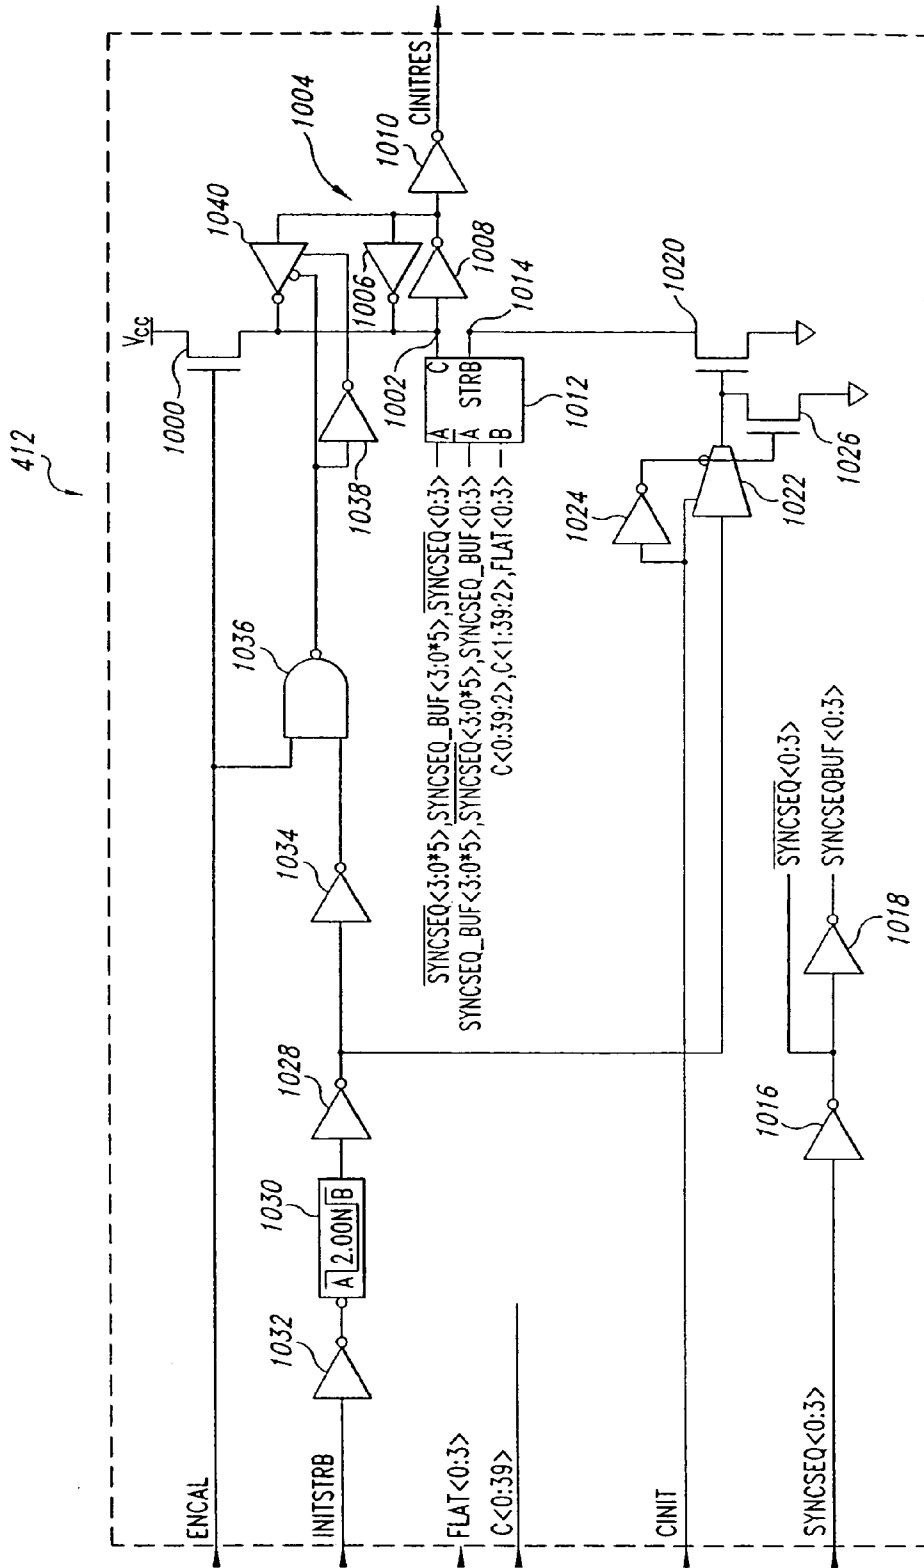 412
ENCAL
INITSTRB
FLAT<0:3>
C<0:39>
CINIT
SYNCSEQ<0:3>
1032
1030
A 2.00N B
1028
1034
1036
1038
Vcc
1000
1040
1006
1004
1002
1008
1010
CINITRES
SYNCSEQ<3:0*5>,SYNCSEQ_BUF<3:0*5>,SYNCSEQ<0:3>
SYNCSEQ_BUF<3:0*5>,SYNCSEQ<3:0*5>,SYNCSEQ_BUF<0:3>
C<0:39:2>,C<1:39:2>,FLAT<0:3>
A
A
B
C
STRB
1012
1014
1024
1022
1026
1020
1016
1018
SYNCSEQ<0:3>
SYNCSEQBUF<0:3>